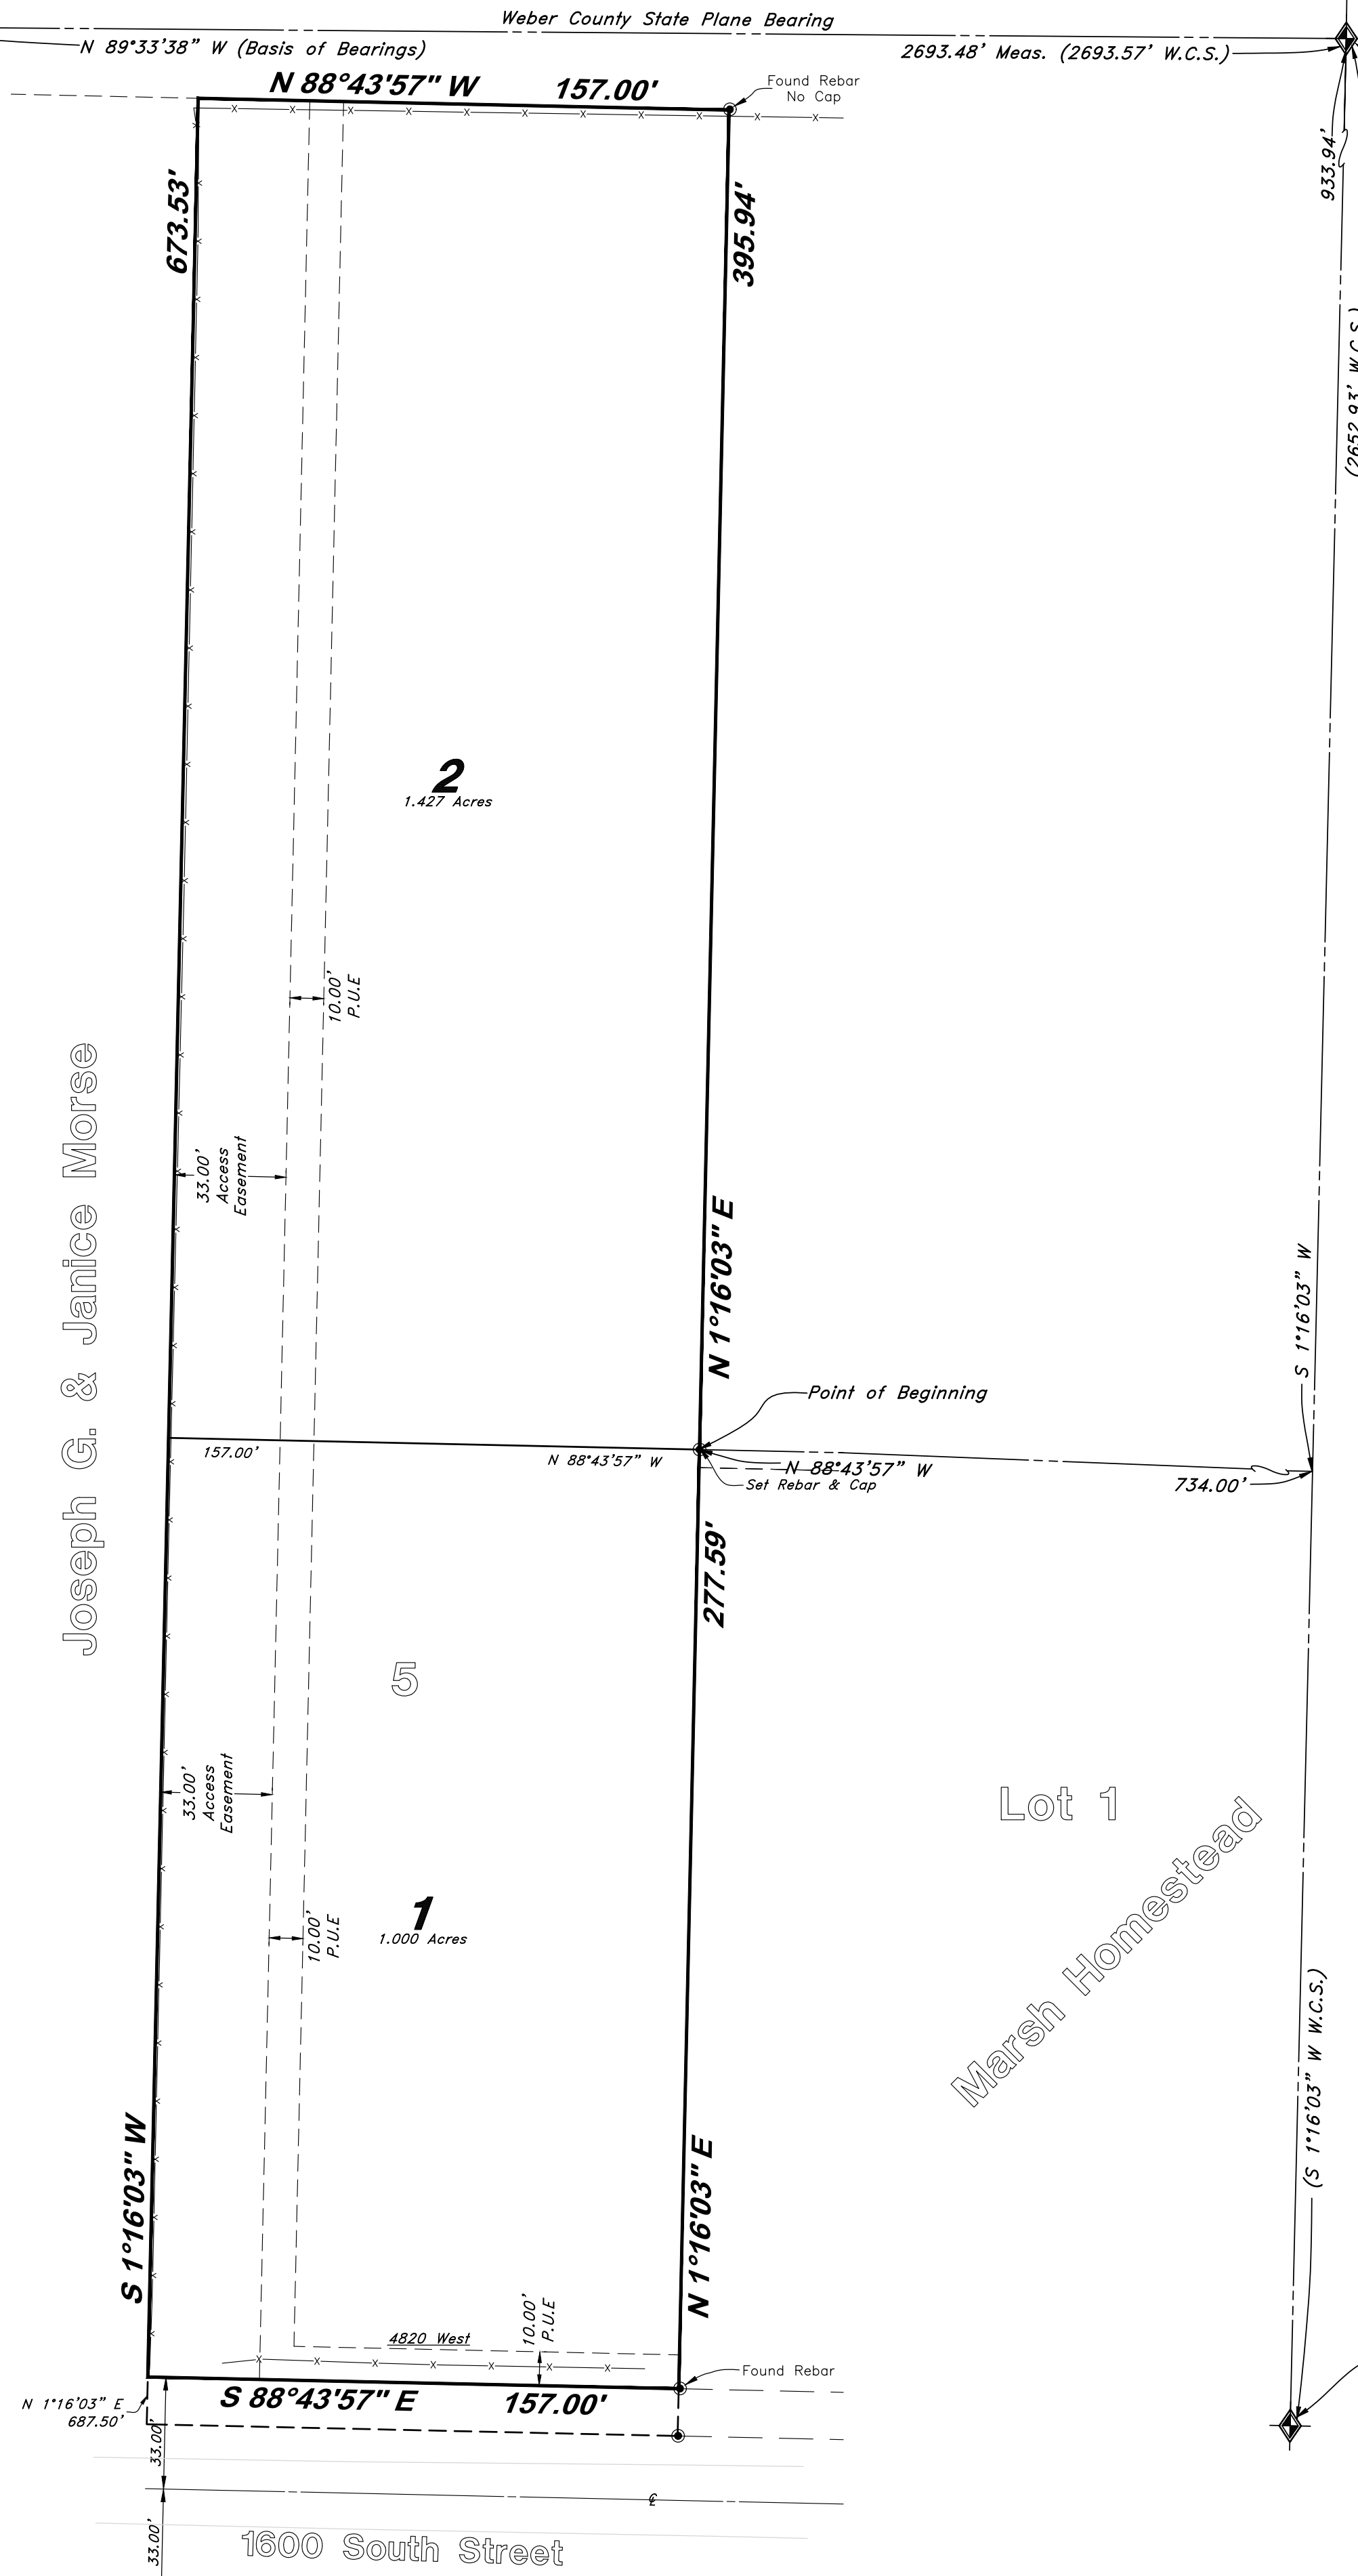 Weber County State Plane Bearing
N 89°33'38" W (Basis of Bearings)
2693.48' Meas. (2693.57' W.C.S.)
N 88°43'57" W 157.00'
Found Rebar
No Cap
933.94'
673.53'
395.94'
(2652.93' W.C.S.)
2
1.427 Acres
10.00'
P.U.E
Joseph G. & Janice Morse
33.00'
Access
Easement
N 1°16'03" E
S 1°16'03" W
Point of Beginning
157.00'
N 88°43'57" W
N 88°43'57" W
Set Rebar & Cap
734.00'
277.59'
5
33.00'
Access
Easement
Lot 1
Marsh Homestead
1
1.000 Acres
10.00'
P.U.E
(S 1°16'03" W W.C.S.)
S 1°16'03" W
N 1°16'03" E
10.00'
P.U.E
4820 West
Found Rebar
S 88°43'57" E 157.00'
N 1°16'03" E
687.50'
33.00'
℄
33.00'
1600 South Street